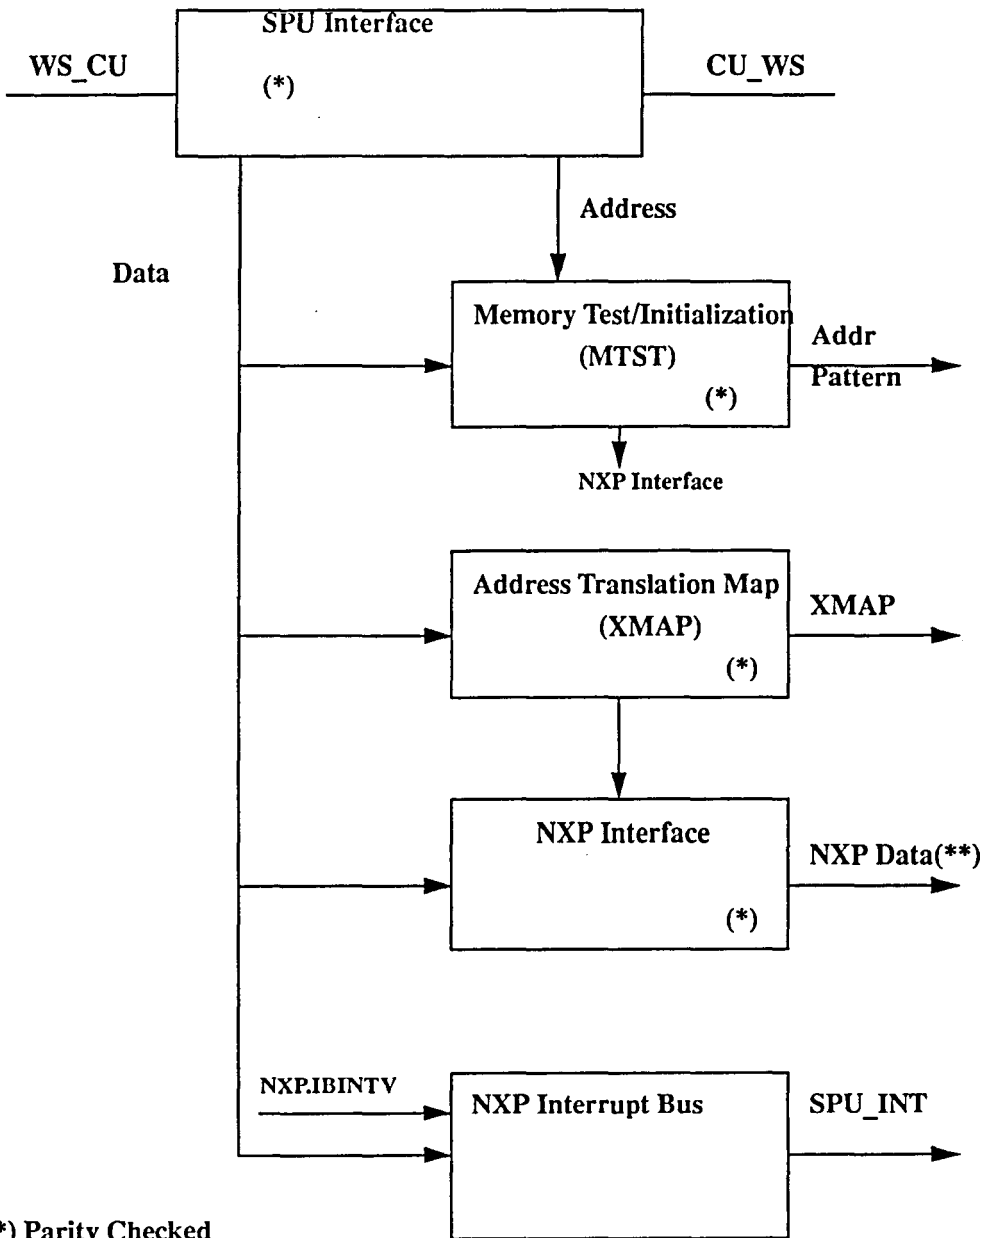 SPU Interface
WS_CU
(*)
CU_WS
Address
Data
Memory Test/Initialization
(MTST)
(*)
Addr
Pattern
NXP Interface
Address Translation Map
(XMAP)
(*)
XMAP
NXP Interface
(*)
NXP Data(**)
NXP.IBINTV
NXP Interrupt Bus
SPU_INT
*) Parity Checked